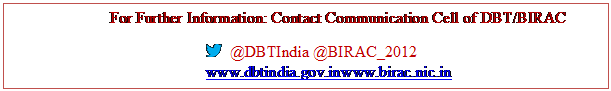 For Further Information: Contact Communication Cell of DBT/BIRAC
@DBTIndia @BIRAC_2012
www.dbtindia.gov.inwww.birac.nic.in